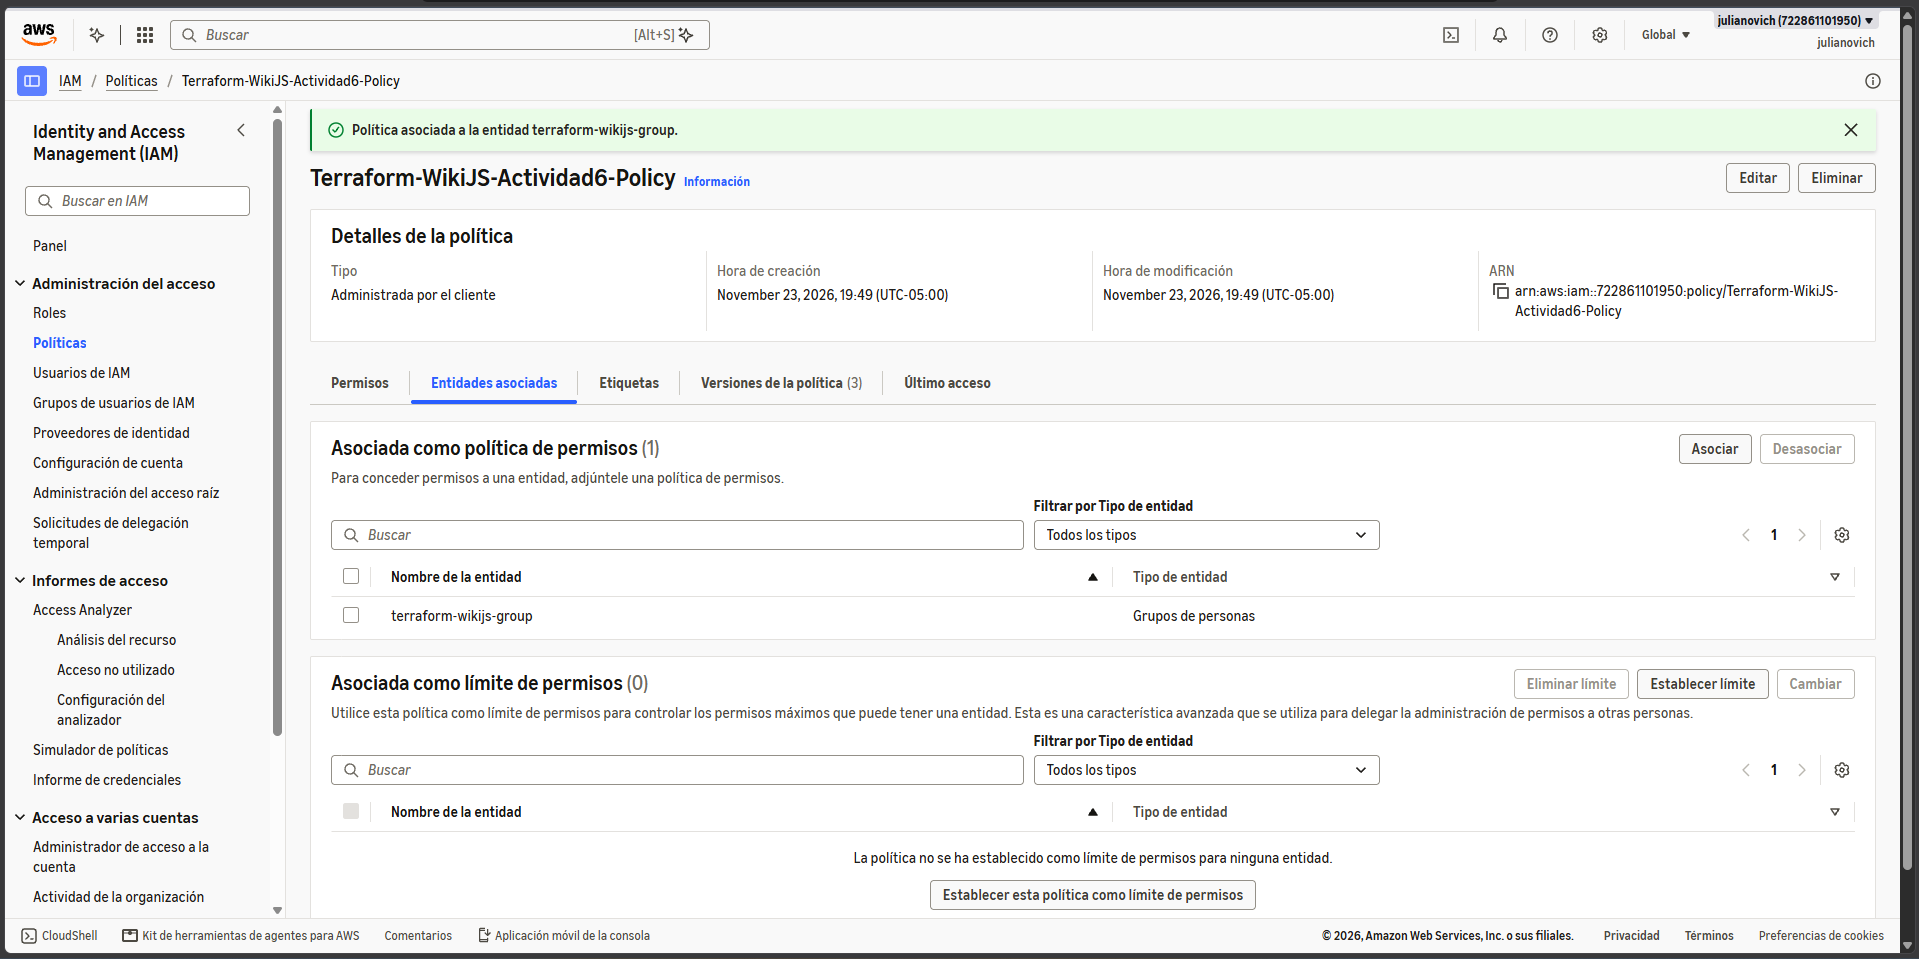 aws
Buscar
[Alt+S]
Global
julianovich (722861101950)
julianovich
IAM / Políticas / Terraform-WikiJS-Actividad6-Policy
Identity and Access Management (IAM)
Buscar en IAM
Panel
Administración del acceso
Roles
Políticas
Usuarios de IAM
Grupos de usuarios de IAM
Proveedores de identidad
Configuración de cuenta
Administración del acceso raíz
Solicitudes de delegación
temporal
Informes de acceso
Access Analyzer
Análisis del recurso
Acceso no utilizado
Configuración del
analizador
Simulador de políticas
Informe de credenciales
Acceso a varias cuentas
Administrador de acceso a la
cuenta
Actividad de la organización
Política asociada a la entidad terraform-wikijs-group.
Terraform-WikiJS-Actividad6-Policy Información
Editar
Eliminar
Detalles de la política
Tipo
Administrada por el cliente
Hora de creación
November 23, 2026, 19:49 (UTC-05:00)
Hora de modificación
November 23, 2026, 19:49 (UTC-05:00)
ARN
arn:aws:iam::722861101950:policy/Terraform-WikiJS-
Actividad6-Policy
Permisos
Entidades asociadas
Etiquetas
Versiones de la política (3)
Último acceso
Asociada como política de permisos (1)
Asociar
Desasociar
Para conceder permisos a una entidad, adjúntele una política de permisos.
Filtrar por Tipo de entidad
Buscar
Todos los tipos
1
Nombre de la entidad
Tipo de entidad
terraform-wikijs-group
Grupos de personas
Asociada como límite de permisos (0)
Eliminar límite
Establecer límite
Cambiar
Utilice esta política como límite de permisos para controlar los permisos máximos que puede tener una entidad. Esta es una característica avanzada que se utiliza para delegar la administración de permisos a otras personas.
Filtrar por Tipo de entidad
Buscar
Todos los tipos
1
Nombre de la entidad
Tipo de entidad
La política no se ha establecido como límite de permisos para ninguna entidad.
Establecer esta política como límite de permisos
CloudShell
Kit de herramientas de agentes para AWS
Comentarios
Aplicación móvil de la consola
© 2026, Amazon Web Services, Inc. o sus filiales.
Privacidad
Términos
Preferencias de cookies